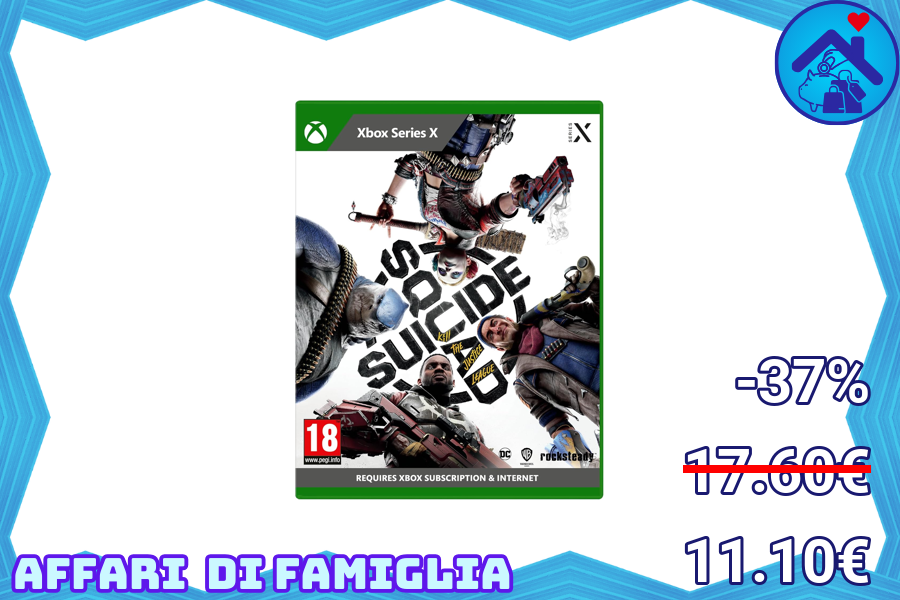 Xbox Series X
SERIES X
SUICIDE
SQUAD
KILL
THE
JUSTICE
LEAGUE
18
www.pegi.info
DC
WB
rocksteady
REQUIRES XBOX SUBSCRIPTION & INTERNET
-37%
17.60€
11.10€
AFFARI DI FAMIGLIA